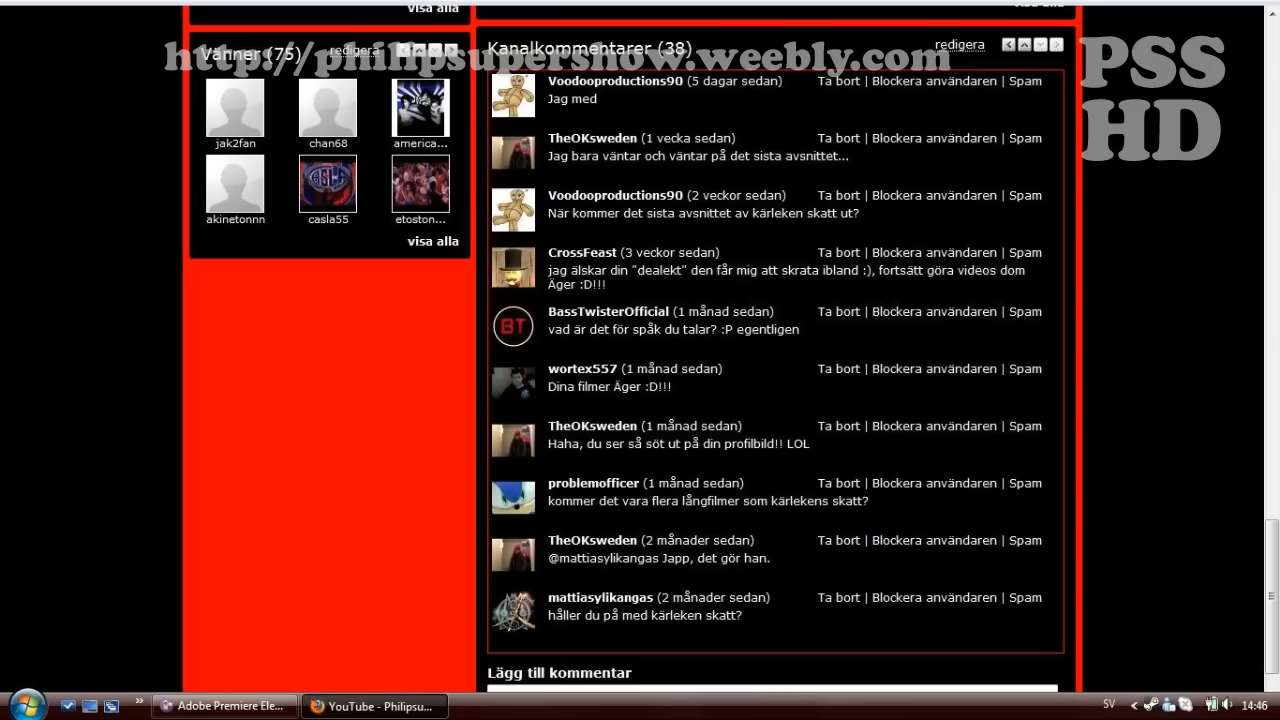 visa alla
visa alla
Vänner (75)
redigera
jak2fan
chan68
america...
akinetonnn
casla55
etoston...
visa alla
http://philipsupershow.weebly.com
PSS
HD
Kanalkommentarer (38)
redigera
Voodooproductions90 (5 dagar sedan) Ta bort | Blockera användaren | Spam
Jag med
TheOKsweden (1 vecka sedan) Ta bort | Blockera användaren | Spam
Jag bara väntar och väntar på det sista avsnittet...
Voodooproductions90 (2 veckor sedan) Ta bort | Blockera användaren | Spam
När kommer det sista avsnittet av kärleken skatt ut?
CrossFeast (3 veckor sedan) Ta bort | Blockera användaren | Spam
jag älskar din "dealekt" den får mig att skrata ibland :), fortsätt göra videos dom
Äger :D!!!
BT
BassTwisterOfficial (1 månad sedan) Ta bort | Blockera användaren | Spam
vad är det för språk du talar? :P egentligen
wortex557 (1 månad sedan) Ta bort | Blockera användaren | Spam
Dina filmer Äger :D!!!
TheOKsweden (1 månad sedan) Ta bort | Blockera användaren | Spam
Haha, du ser så söt ut på din profilbild!! LOL
problemofficer (1 månad sedan) Ta bort | Blockera användaren | Spam
kommer det vara flera långfilmer som kärlekens skatt?
TheOKsweden (2 månader sedan) Ta bort | Blockera användaren | Spam
@mattiasylikangas Japp, det gör han.
mattiasylikangas (2 månader sedan) Ta bort | Blockera användaren | Spam
håller du på med kärleken skatt?
Lägg till kommentar
Adobe Premiere Ele...
YouTube - Philipsu...
SV
14:46